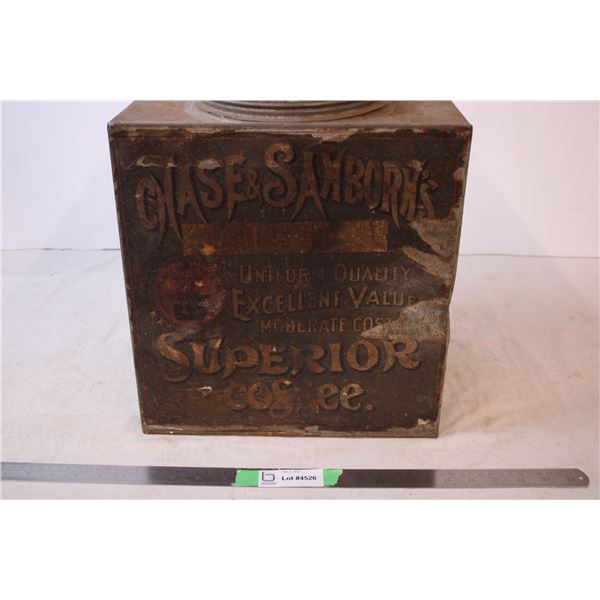 CHASE & SANBORN'S
UNIFORM QUALITY
EXCELLENT VALUE
MODERATE COST
SUPERIOR
COFFEE.
Lot #4526